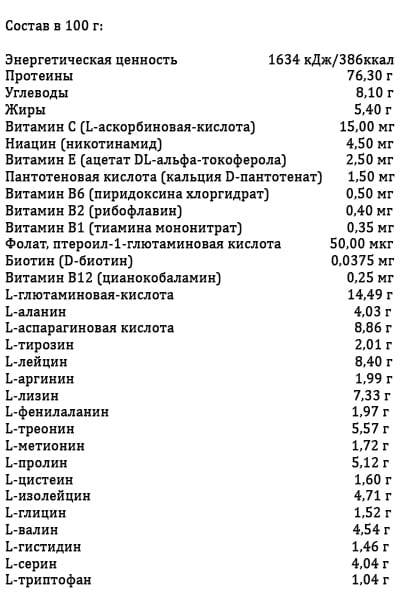 Состав в 100 г:
Энергетическая ценность 1634 кДж/386ккал
Протеины 76,30 г
Углеводы 8,10 г
Жиры 5,40 г
Витамин C (L-аскорбиновая-кислота) 15,00 мг
Ниацин (никотинамид) 4,50 мг
Витамин E (ацетат DL-альфа-токоферола) 2,50 мг
Пантотеновая кислота (кальция D-пантотенат) 1,50 мг
Витамин B6 (пиридоксина хлоргидрат) 0,50 мг
Витамин B2 (рибофлавин) 0,40 мг
Витамин B1 (тиамина мононитрат) 0,35 мг
Фолат, птероил-1-глютаминовая кислота 50,00 мкг
Биотин (D-биотин) 0,0375 мг
Витамин B12 (цианокобаламин) 0,25 мг
L-глютаминовая-кислота 14,49 г
L-аланин 4,03 г
L-аспарагиновая кислота 8,86 г
L-тирозин 2,01 г
L-лейцин 8,40 г
L-аргинин 1,99 г
L-лизин 7,33 г
L-фенилаланин 1,97 г
L-треонин 5,57 г
L-метионин 1,72 г
L-пролин 5,12 г
L-цистеин 1,60 г
L-изолейцин 4,71 г
L-глицин 1,52 г
L-валин 4,54 г
L-гистидин 1,46 г
L-серин 4,04 г
L-триптофан 1,04 г